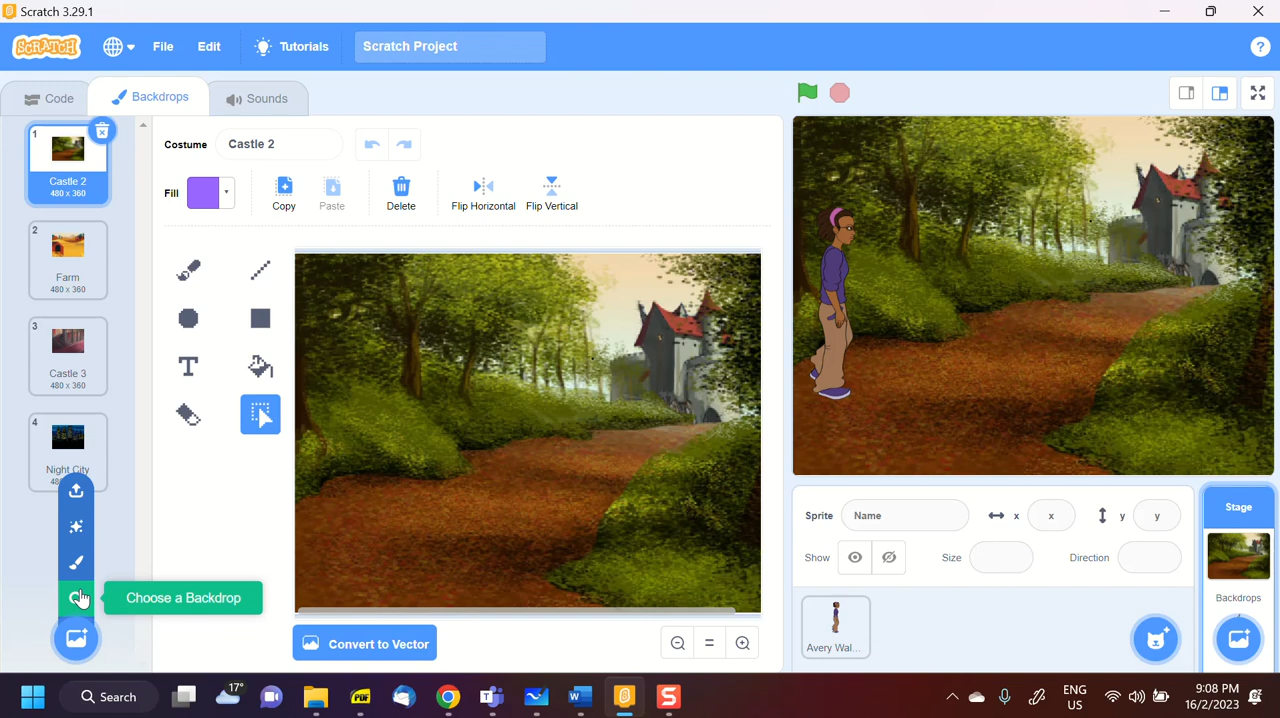 Scratch 3.29.1
SCRATCH File Edit Tutorials Scratch Project ?
Code Backdrops Sounds
1
Castle 2
480 x 360
2
Farm
480 x 360
3
Castle 3
480 x 360
4
Night City
Costume Castle 2
Fill Copy Paste Delete Flip Horizontal Flip Vertical
T
Choose a Backdrop
Convert to Vector
Sprite Name x x y y
Show Size Direction
Avery Wal...
Stage
Backdrops
Search 17° PDF ENG US 9:08 PM 16/2/2023